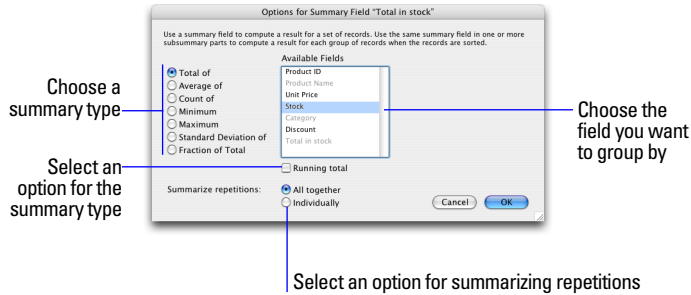 Options for Summary Field “Total in stock”
Use a summary field to compute a result for a set of records. Use the same summary field in one or more
subsummary parts to compute a result for each group of records when the records are sorted.
Available Fields
Total of
Average of
Count of
Minimum
Maximum
Standard Deviation of
Fraction of Total
Product ID
Product Name
Unit Price
Stock
Category
Discount
Total in stock
Running total
Summarize repetitions:
All together
Individually
Cancel
OK
Choose a
summary type
Select an
option for the
summary type
Choose the
field you want
to group by
Select an option for summarizing repetitions